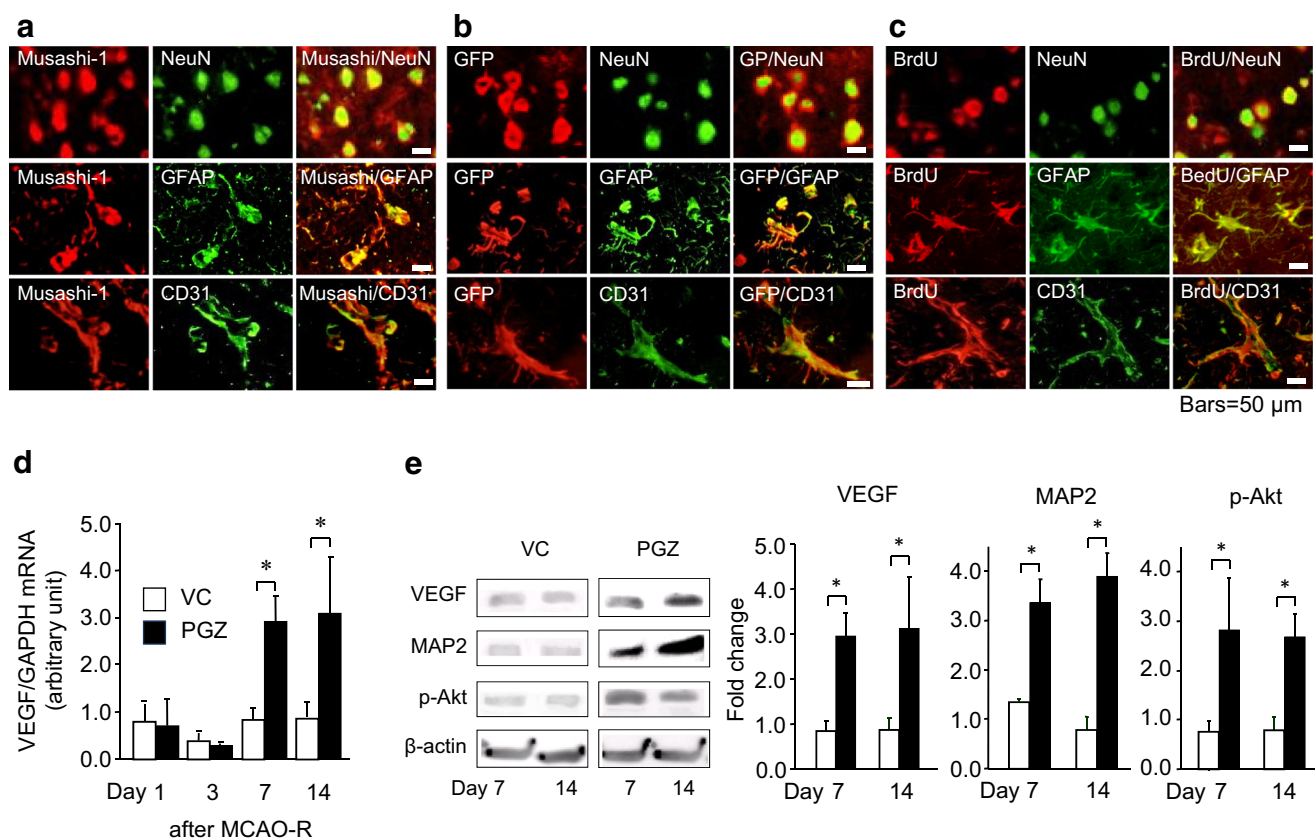 a
Musashi-1 NeuN Musashi/NeuN
Musashi-1 GFAP Musashi/GFAP
Musashi-1 CD31 Musashi/CD31
b
GFP NeuN GP/NeuN
GFP GFAP GFP/GFAP
GFP CD31 GFP/CD31
c
BrdU NeuN BrdU/NeuN
BrdU GFAP BedU/GFAP
BrdU CD31 BrdU/CD31
Bars=50 µm
d
VEGF/GAPDH mRNA
(arbitrary unit)
5.0
4.0
3.0
2.0
1.0
0.0
VC
PGZ
* *
Day 1 3 7 14
after MCAO-R
e
VC PGZ
VEGF
MAP2
p-Akt
β-actin
Day 7 14 7 14
Fold change
VEGF
5.0
4.0
3.0
2.0
1.0
0.0
* *
Day 7 14
MAP2
4.0
3.0
2.0
1.0
0.0
* *
Day 7 14
p-Akt
4.0
3.0
2.0
1.0
0.0
* *
Day 7 14